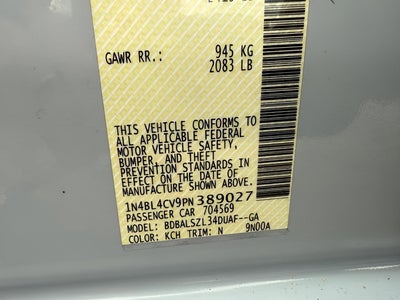 GAWR RR.: 945 KG
2083 LB
THIS VEHICLE CONFORMS TO
ALL APPLICABLE FEDERAL
MOTOR VEHICLE SAFETY,
BUMPER, AND THEFT
PREVENTION STANDARDS IN
EFFECT ON THE DATE OF
MANUFACTURE SHOWN ABOVE.
1N4BL4CV9PN389027
PASSENGER CAR 704569
MODEL: BDBALSZL34DUAF--GA
COLOR: KCH TRIM: N 9N00A